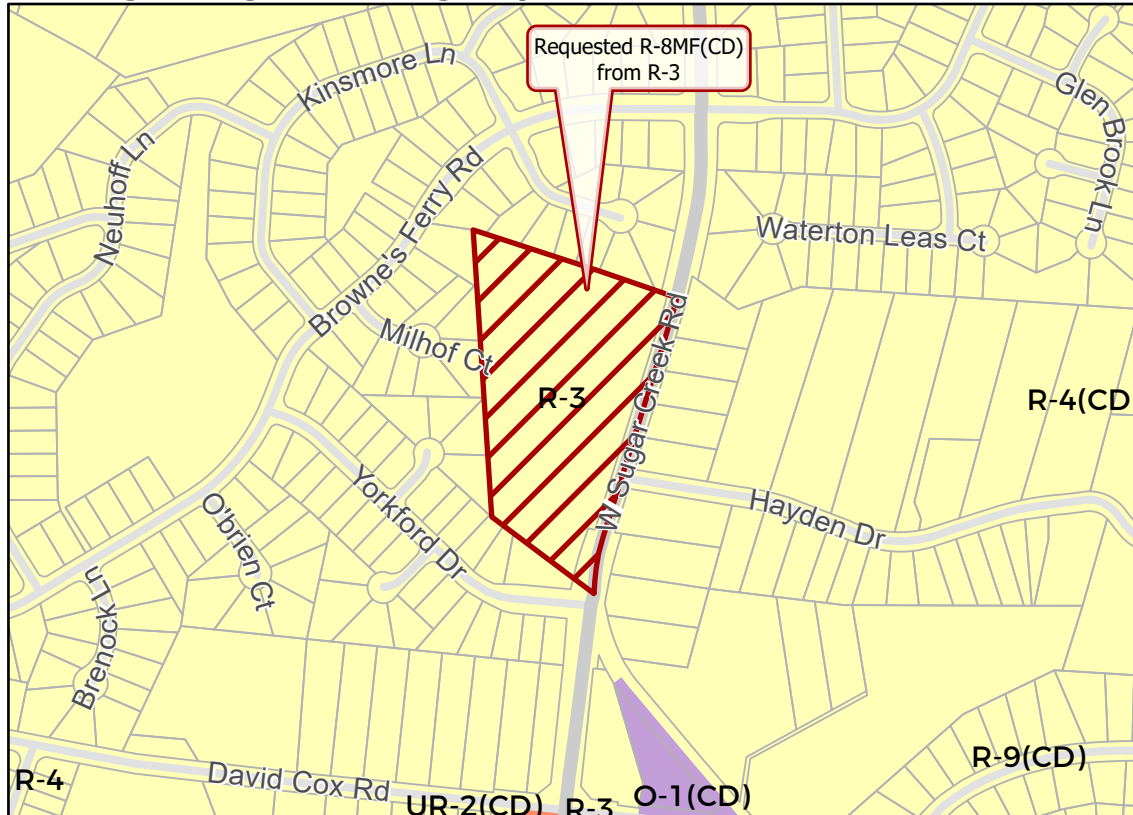 Requested R-8MF(CD)
from R-3
Kinsmore Ln
Glen Brook Ln
Neuhoff Ln
Browne's Ferry Rd
Waterton Leas Ct
Milhof Ct
W Sugar Creek Rd
R-3
R-4(CD
Hayden Dr
Yorkford Dr
O'brien Ct
Brenock Ln
R-9(CD)
R-4
David Cox Rd
UR-2(CD)
R-3
O-1(CD)